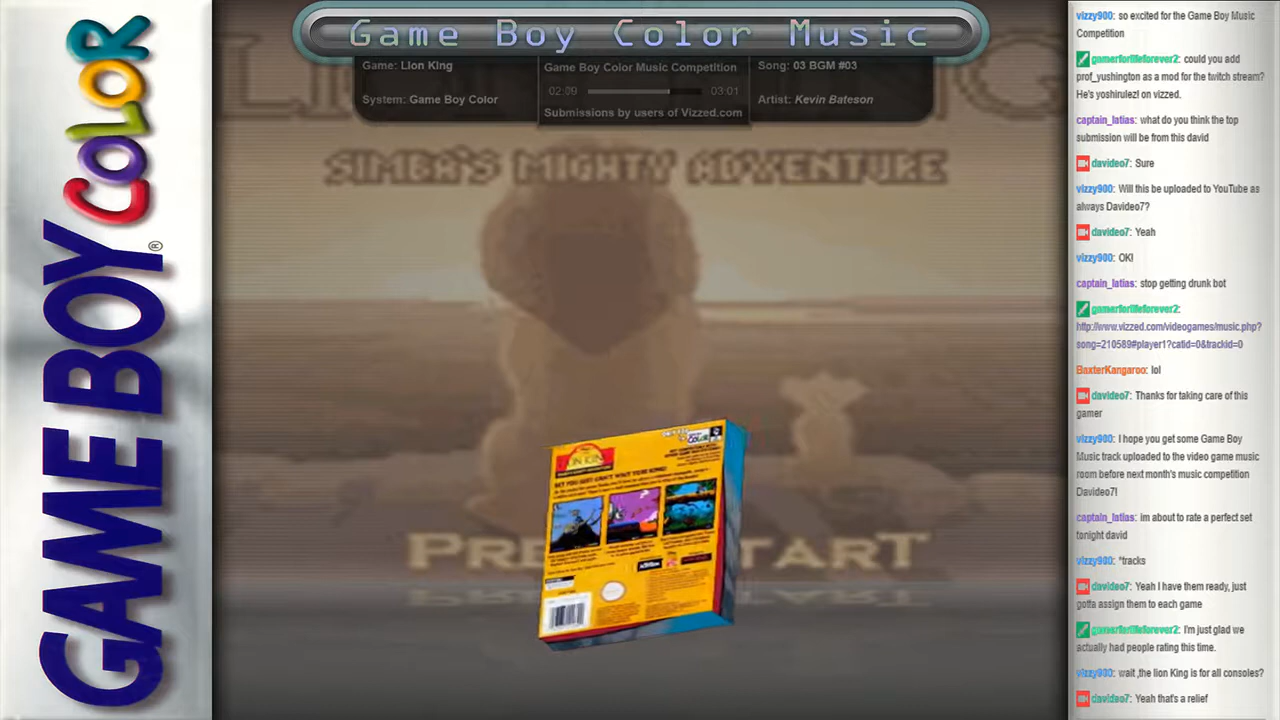 GAME BOY COLOR®
Game Boy Color Music
Game: Lion King
System: Game Boy Color
Game Boy Color Music Competition
02:09 03:01
Submissions by users of Vizzed.com
Song: 03 BGM #03
Artist: Kevin Bateson
SIMBA'S MIGHTY ADVENTURE
vizzy900: so excited for the Game Boy Music
Competition
gamerforlifeforever2: could you add
prof_yushington as a mod for the twitch stream?
He's yoshirulez! on vizzed.
captain_latias: what do you think the top
submission will be from this david
davideo7: Sure
vizzy900: Will this be uploaded to YouTube as
always Davideo7?
davideo7: Yeah
vizzy900: OK!
captain_latias: stop getting drunk bot
gamerforlifeforever2:
http://www.vizzed.com/videogames/music.php?
song=210589#player1?catid=0&trackid=0
BaxterKangaroo: lol
davideo7: Thanks for taking care of this
gamer
vizzy900: I hope you get some Game Boy
Music track uploaded to the video game music
room before next month's music competition
Davideo7!
captain_latias: im about to rate a perfect set
tonight david
vizzy900: *tracks
davideo7: Yeah I have them ready, just
gotta assign them to each game
gamerforlifeforever2: I'm just glad we
actually had people rating this time.
vizzy900: wait ,the lion King is for all consoles?
davideo7: Yeah that's a relief